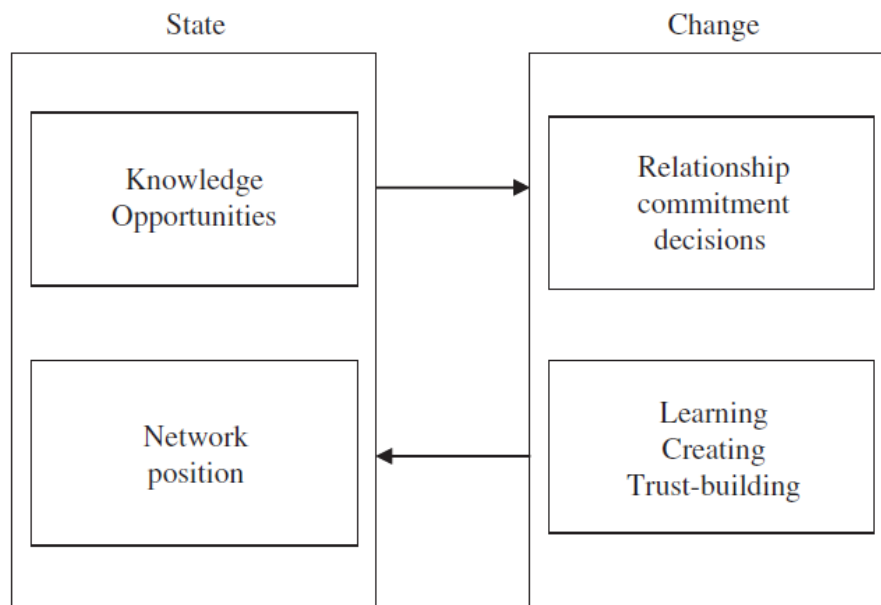 State
Change
Knowledge
Opportunities
Relationship
commitment
decisions
Network
position
Learning
Creating
Trust-building